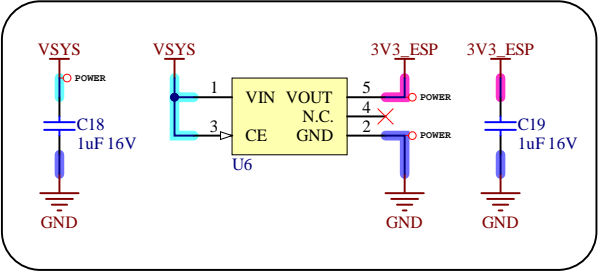 VSYS
VSYS
3V3_ESP
3V3_ESP
POWER
1
VIN
VOUT
5
POWER
N.C.
4
C18
1uF 16V
3
CE
GND
2
POWER
C19
1uF 16V
U6
GND
GND
GND